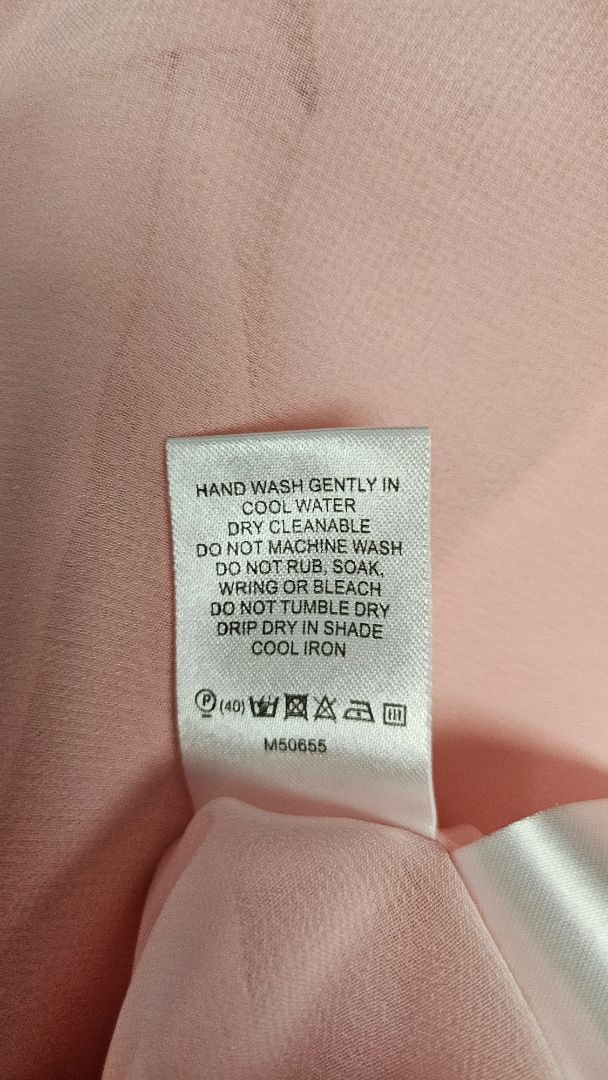 HAND WASH GENTLY IN
COOL WATER
DRY CLEANABLE
DO NOT MACHINE WASH
DO NOT RUB, SOAK,
WRING OR BLEACH
DO NOT TUMBLE DRY
DRIP DRY IN SHADE
COOL IRON
P (40)
M50655